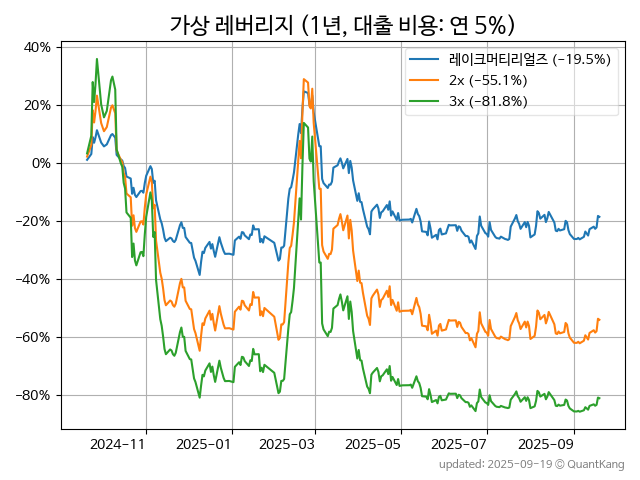 가상 레버리지 (1년, 대출 비용: 연 5%)
레이크머티리얼즈 (-19.5%)
2x (-55.1%)
3x (-81.8%)
40%
20%
0%
-20%
-40%
-60%
-80%
2024-11 2025-01 2025-03 2025-05 2025-07 2025-09
updated: 2025-09-19 © QuantKang